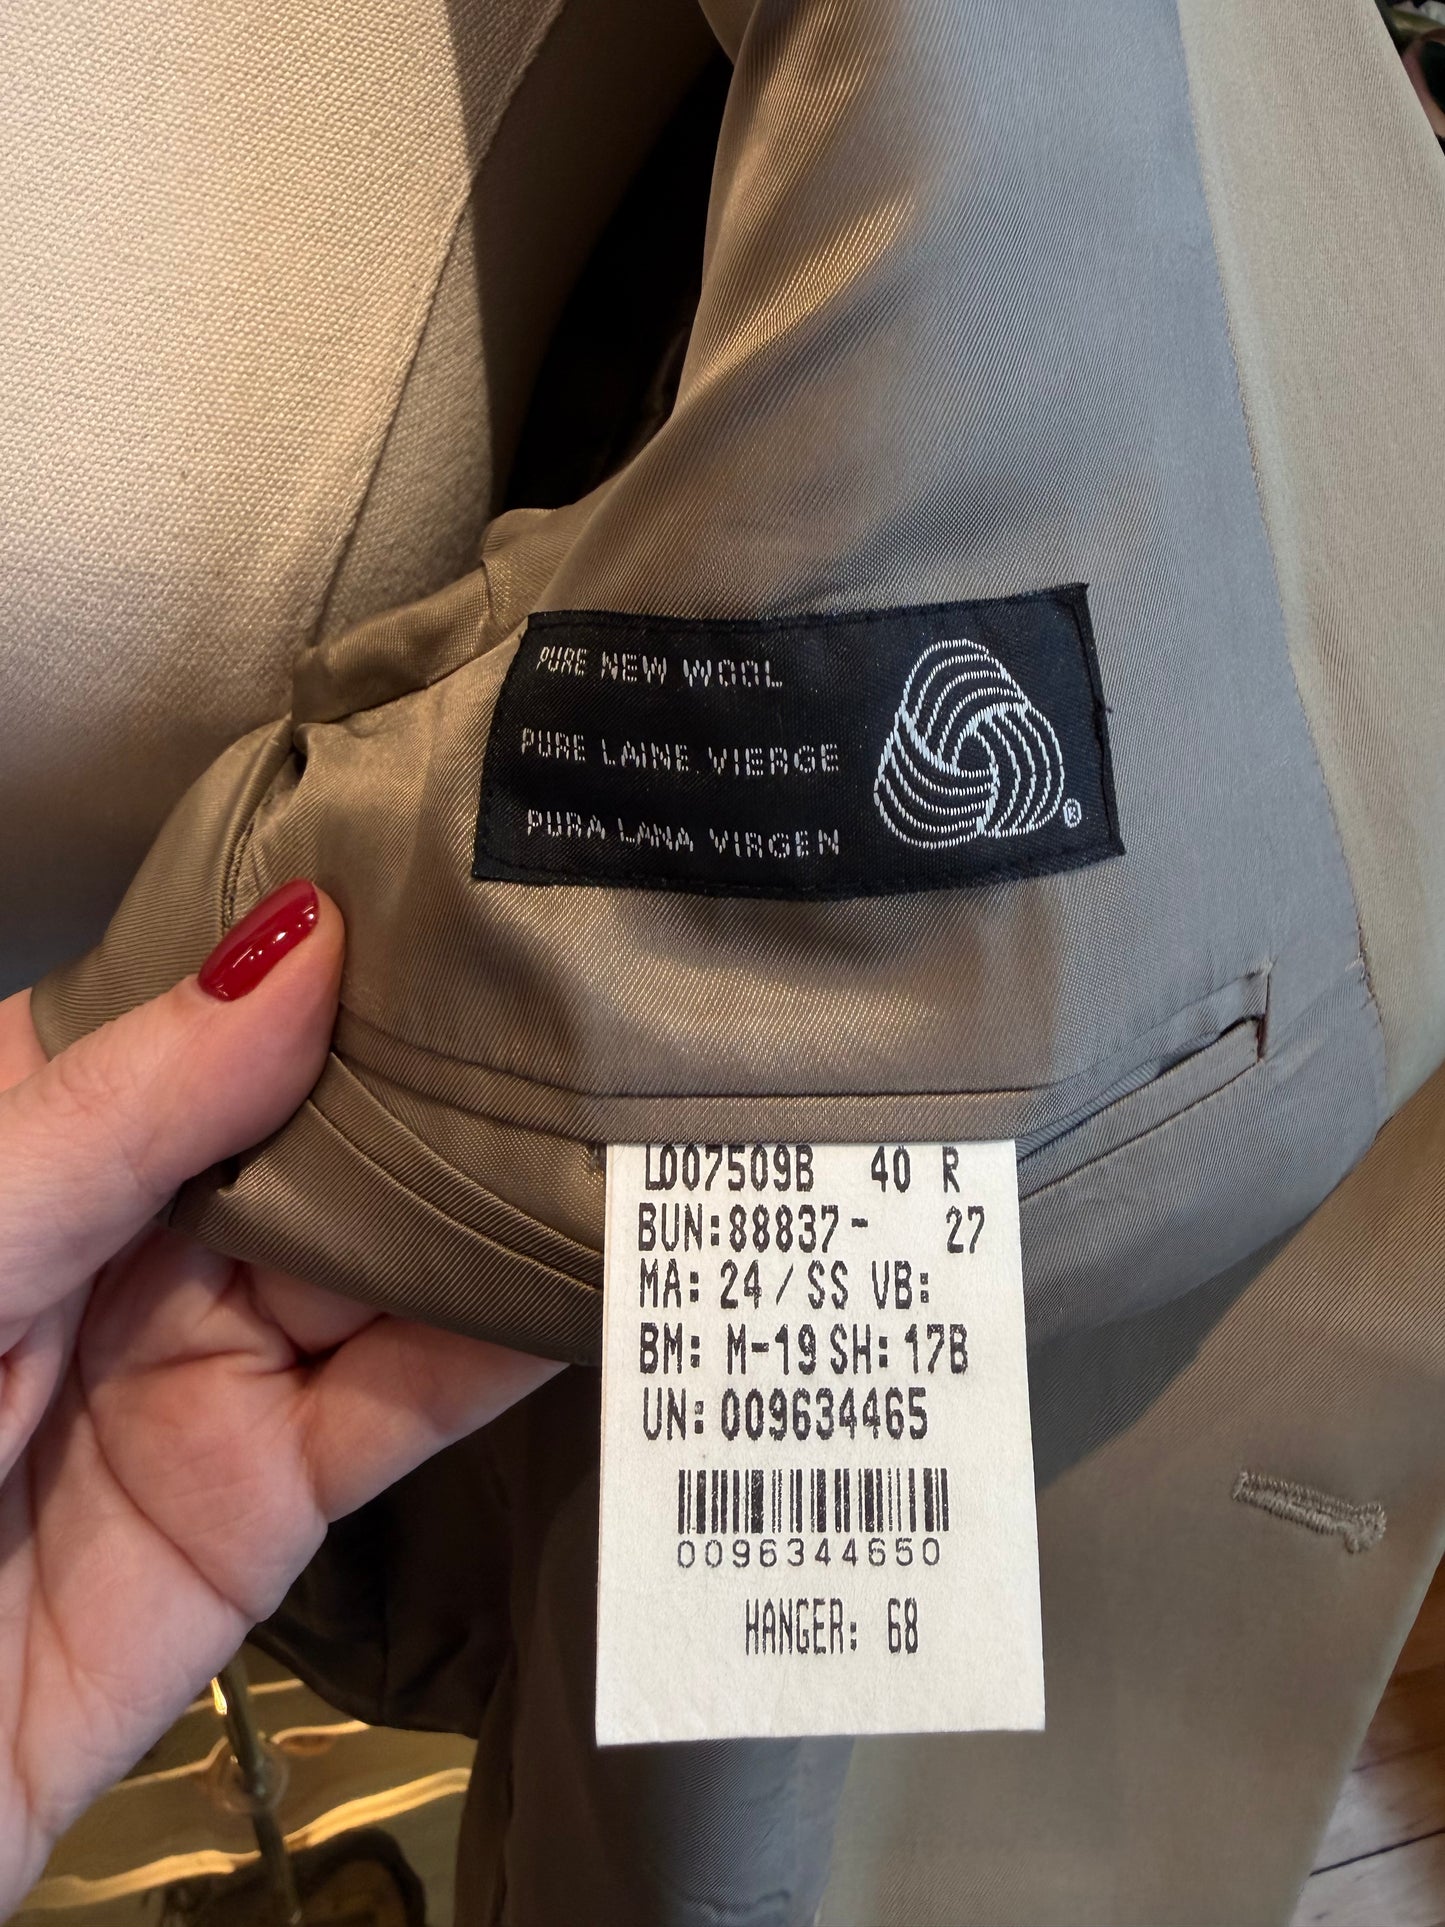 PURE NEW WOOL
PURE LAINE VIERGE
PURA LANA VIRGEN
®
L007509B 40 R
BUN:88837- 27
MA: 24/SS VB:
BM: M-19 SH: 17B
UN: 009634465
0096344650
HANGER: 68